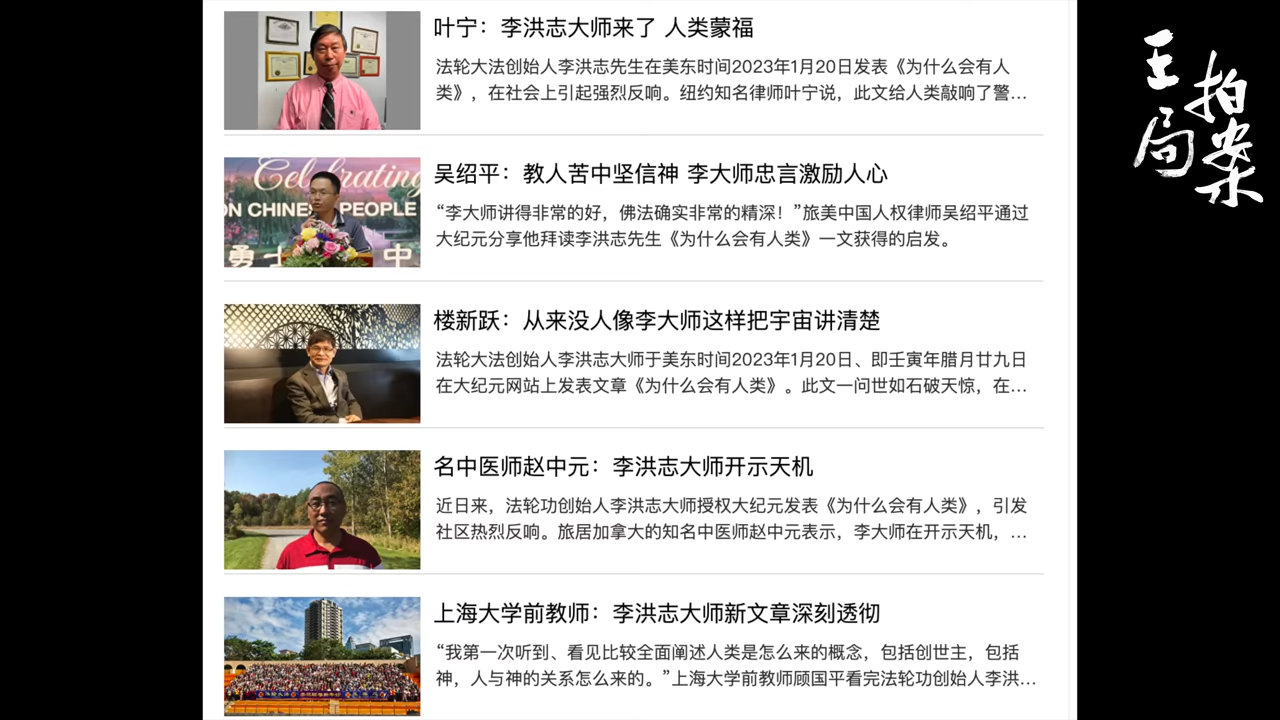 叶宁：李洪志大师来了 人类蒙福
法轮大法创始人李洪志先生在美东时间2023年1月20日发表《为什么会有人
类》，在社会上引起强烈反响。纽约知名律师叶宁说，此文给人类敲响了警…
吴绍平：教人苦中坚信神 李大师忠言激励人心
“李大师讲得非常的好，佛法确实非常的精深！”旅美中国人权律师吴绍平通过
大纪元分享他拜读李洪志先生《为什么会有人类》一文获得的启发。
楼新跃：从来没人像李大师这样把宇宙讲清楚
法轮大法创始人李洪志大师于美东时间2023年1月20日、即壬寅年腊月廿九日
在大纪元网站上发表文章《为什么会有人类》。此文一问世如石破天惊，在…
名中医师赵中元：李洪志大师开示天机
近日来，法轮功创始人李洪志大师授权大纪元发表《为什么会有人类》，引发
社区热烈反响。旅居加拿大的知名中医师赵中元表示，李大师在开示天机，…
上海大学前教师：李洪志大师新文章深刻透彻
“我第一次听到、看见比较全面阐述人类是怎么来的概念，包括创世主，包括
神，人与神的关系怎么来的。”上海大学前教师顾国平看完法轮功创始人李洪…
Celebrating
ON CHINESE PEOPLE
勇士 中
王局
拍案